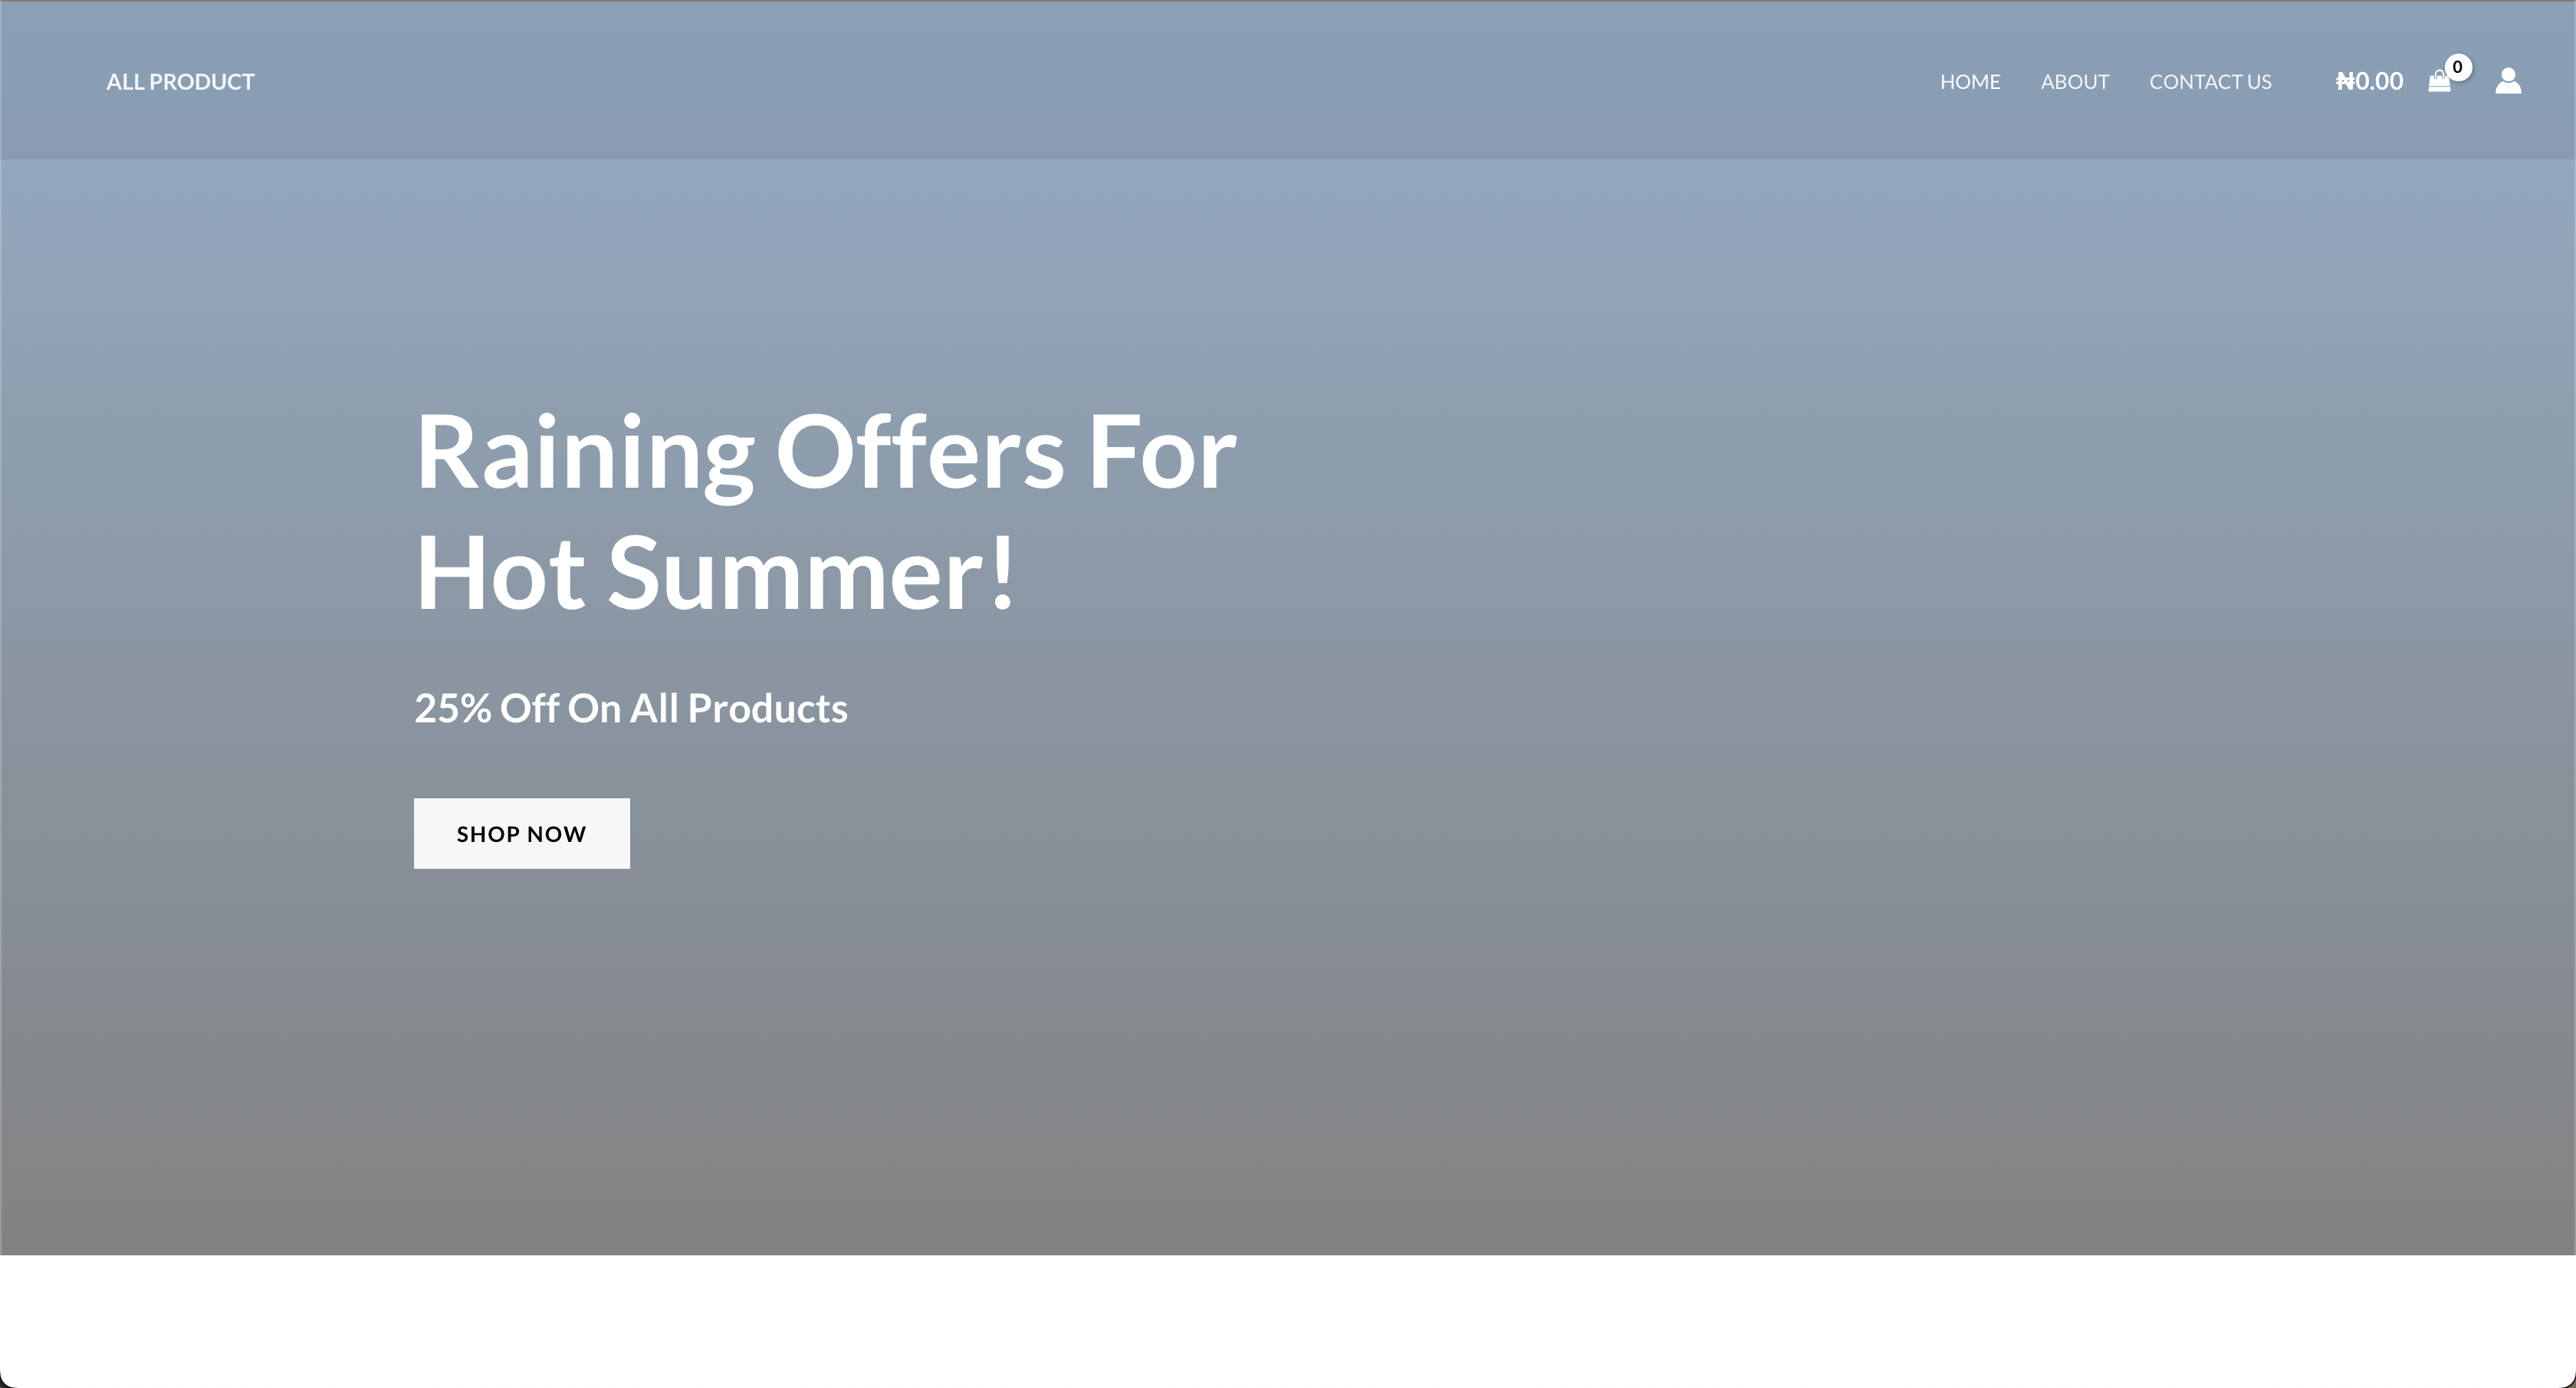 ALL PRODUCT
HOME ABOUT CONTACT US ₦0.00 0
Raining Offers For
Hot Summer!
25% Off On All Products
SHOP NOW